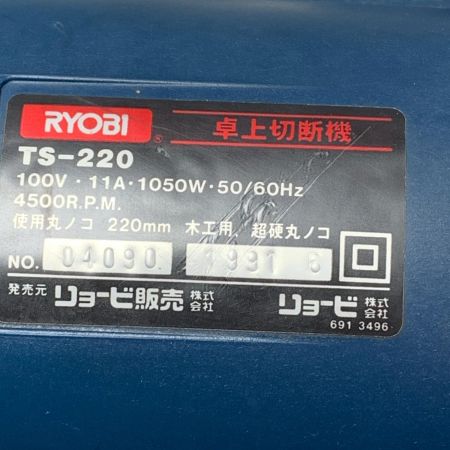 RYOBI® 卓上切断機
TS-220
100V・11A・1050W・50/60Hz
4500R.P.M.
使用丸ノコ 220mm 木工用、超硬丸ノコ
NO. 04090 1991 6
発売元 リョービ販売株式会社 リョービ株式会社
691 3496